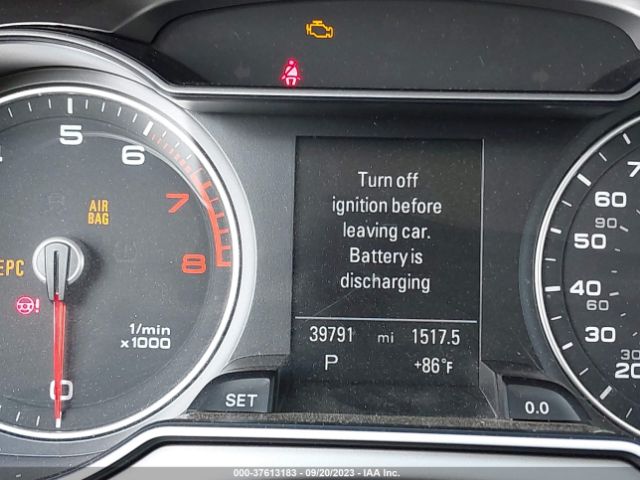 5
6
7
8
AIR
BAG
EPC
1/min
x1000
0
Turn off
ignition before
leaving car.
Battery is
discharging
39791 mi 1517.5
P +86°F
SET
0.0
60
90
50
40
60
30
30
20
000-37613183 - 09/20/2023 - IAA Inc.